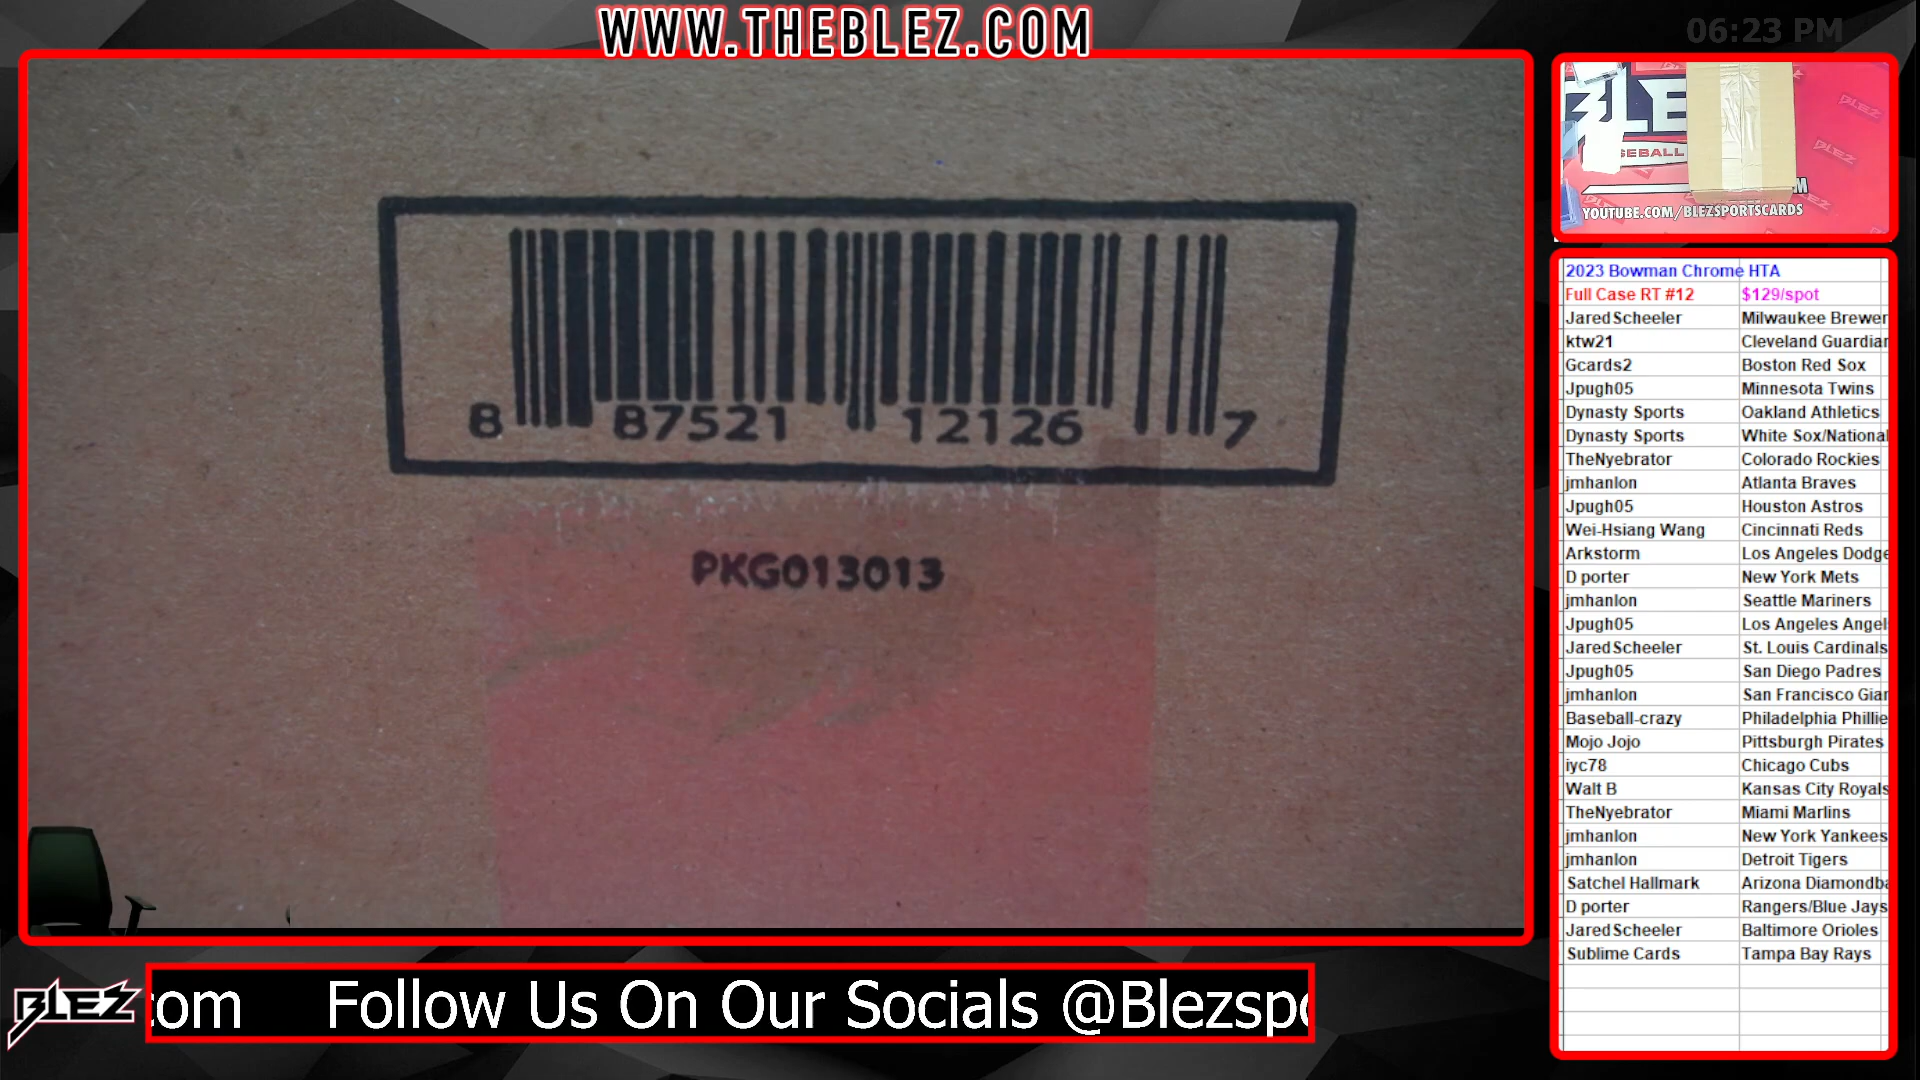 WWW.THEBLEZ.COM
06:23 PM
8 87521 12126 7
PKG013013
BLEZ
YOUTUBE.COM/BLEZSPORTSCARDS
2023 Bowman Chrome HTA
Full Case RT #12 $129/spot
JaredScheeler Milwaukee Brewer
ktw21 Cleveland Guardian
Gcards2 Boston Red Sox
Jpugh05 Minnesota Twins
Dynasty Sports Oakland Athletics
Dynasty Sports White Sox/National
TheNyebrator Colorado Rockies
jmhanlon Atlanta Braves
Jpugh05 Houston Astros
Wei-Hsiang Wang Cincinnati Reds
Arkstorm Los Angeles Dodge
D porter New York Mets
jmhanlon Seattle Mariners
Jpugh05 Los Angeles Angel
JaredScheeler St. Louis Cardinals
Jpugh05 San Diego Padres
jmhanlon San Francisco Gian
Baseball-crazy Philadelphia Phillie
Mojo Jojo Pittsburgh Pirates
iyc78 Chicago Cubs
Walt B Kansas City Royals
TheNyebrator Miami Marlins
jmhanlon New York Yankees
jmhanlon Detroit Tigers
Satchel Hallmark Arizona Diamondba
D porter Rangers/Blue Jays
JaredScheeler Baltimore Orioles
Sublime Cards Tampa Bay Rays
BLEZ
com Follow Us On Our Socials @Blezspo